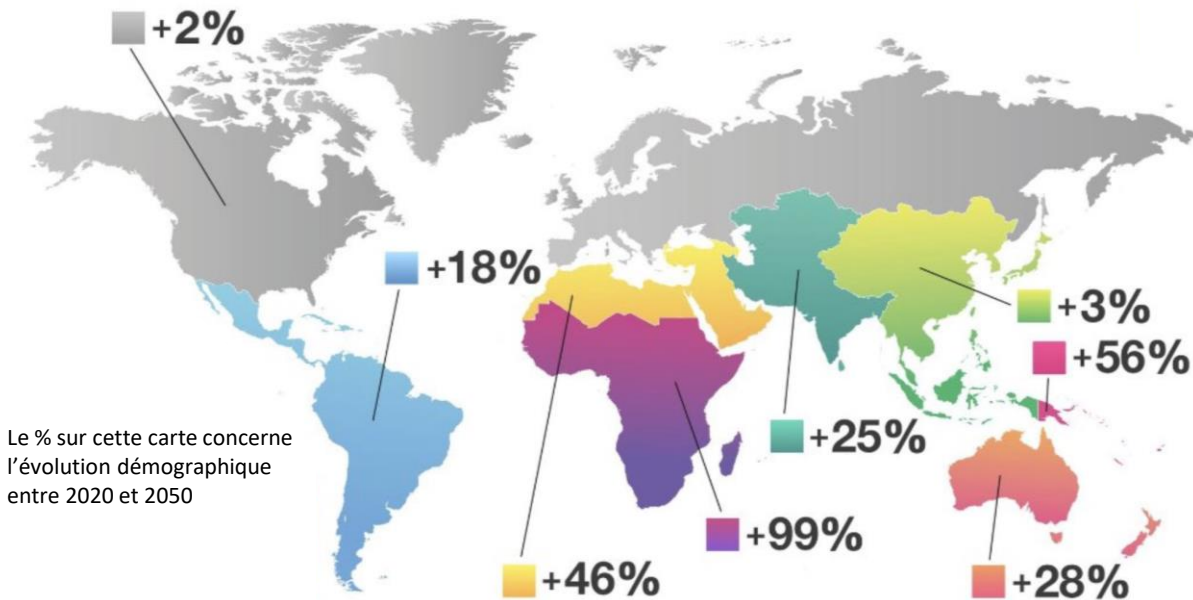 +2%
+18%
+3%
+56%
Le % sur cette carte concerne
l’évolution démographique
entre 2020 et 2050
+25%
+99%
+46%
+28%